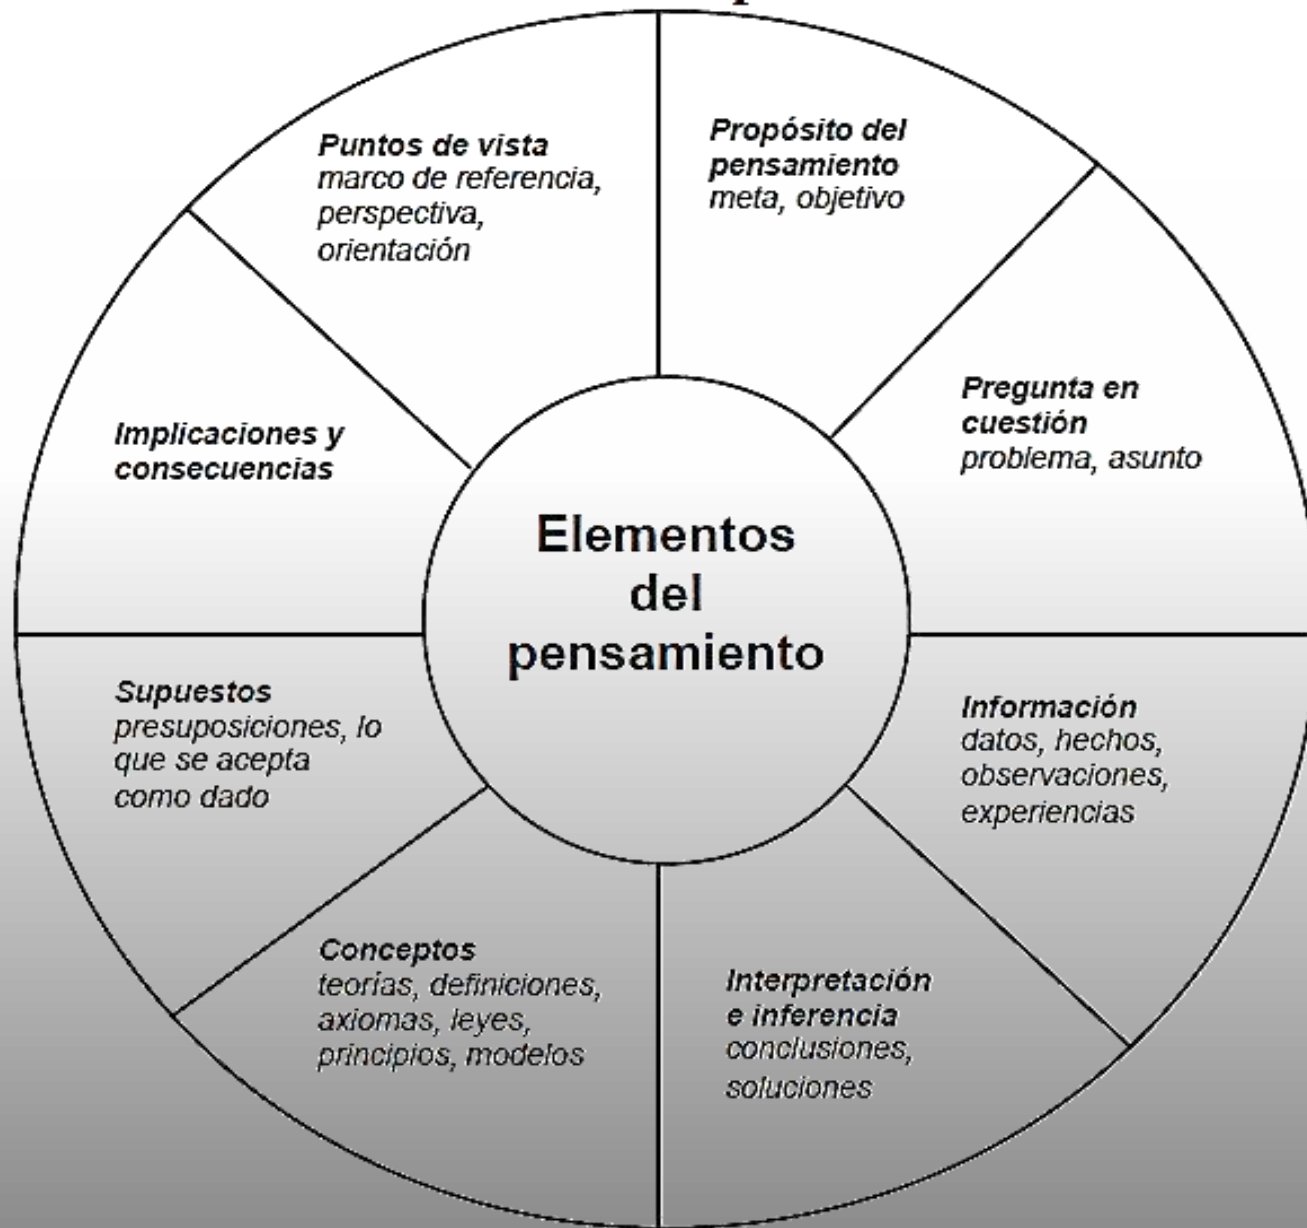 Puntos de vista
marco de referencia,
perspectiva,
orientación
Propósito del
pensamiento
meta, objetivo
Pregunta en
cuestión
problema, asunto
Implicaciones y
consecuencias
Elementos
del
pensamiento
Supuestos
presuposiciones, lo
que se acepta
como dado
Información
datos, hechos,
observaciones,
experiencias
Conceptos
teorías, definiciones,
axiomas, leyes,
principios, modelos
Interpretación
e inferencia
conclusiones,
soluciones